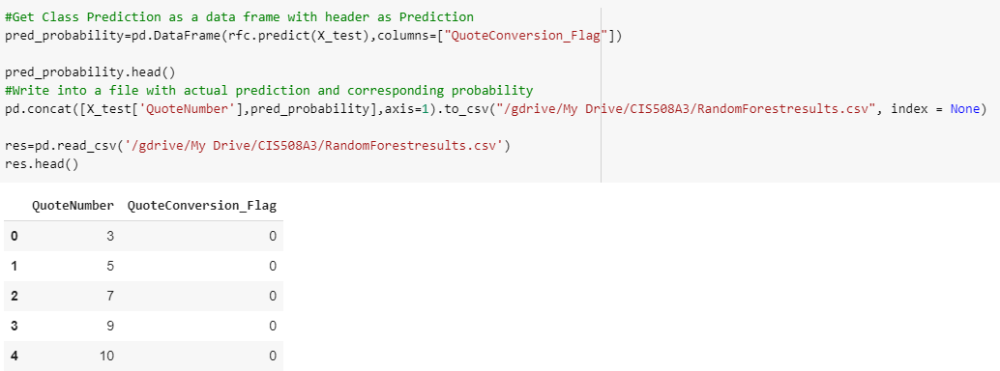 #Get Class Prediction as a data frame with header as Prediction
pred_probability=pd.DataFrame(rfc.predict(X_test),columns=["QuoteConversion_Flag"])
pred_probability.head()
#Write into a file with actual prediction and corresponding probability
pd.concat([X_test['QuoteNumber'],pred_probability],axis=1).to_csv("/gdrive/My Drive/CIS508A3/RandomForestresults.csv", index = None)
res=pd.read_csv('/gdrive/My Drive/CIS508A3/RandomForestresults.csv')
res.head()
QuoteNumber QuoteConversion_Flag
0 3 0
1 5 0
2 7 0
3 9 0
4 10 0